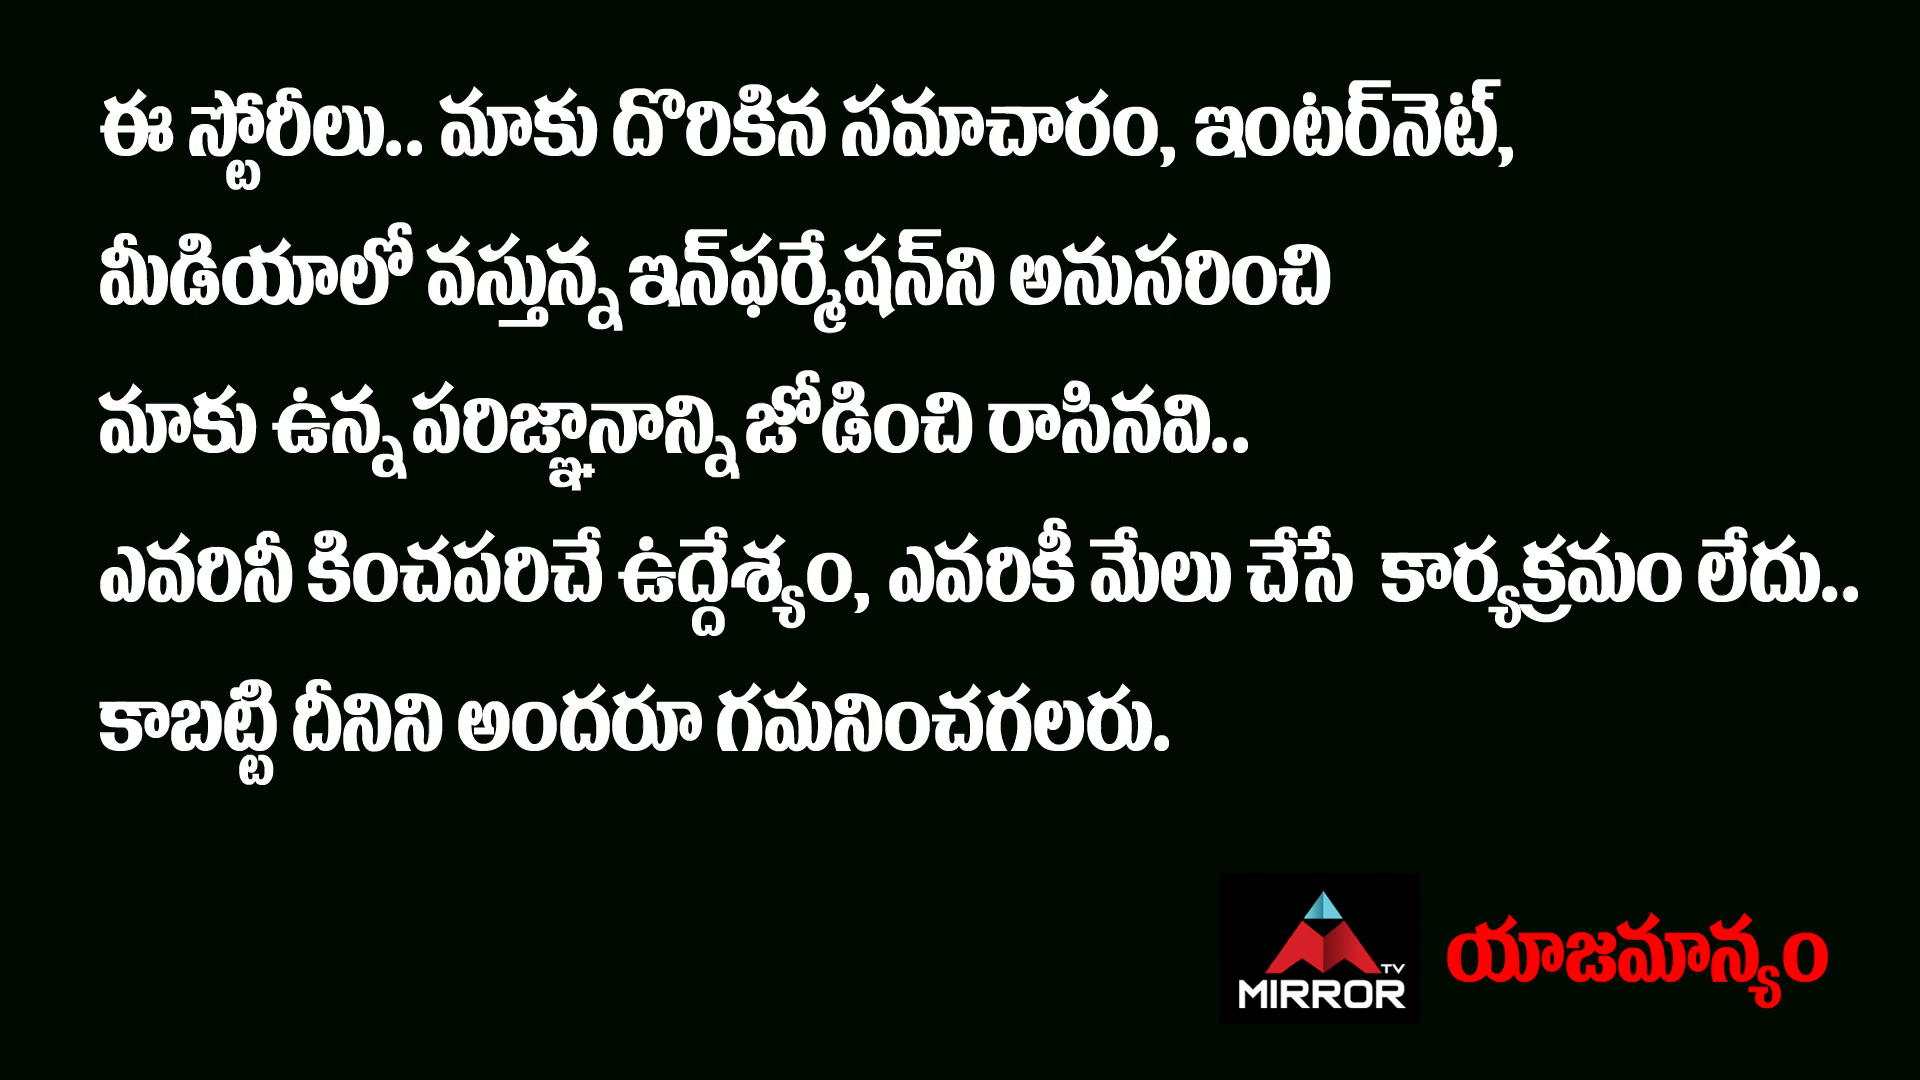 ఈ స్టోరీలు.. మాకు దొరికిన సమాచారం, ఇంటర్‌నెట్,
మీడియాలో వస్తున్న ఇన్‌ఫర్మేషన్‌ని అనుసరించి
మాకు ఉన్న పరిజ్ఞానాన్ని జోడించి రాసినవి..
ఎవరినీ కించపరిచే ఉద్దేశ్యం, ఎవరికీ మేలు చేసే కార్యక్రమం లేదు..
కాబట్టి దీనిని అందరూ గమనించగలరు.
TV
MIRROR
యాజమాన్యం